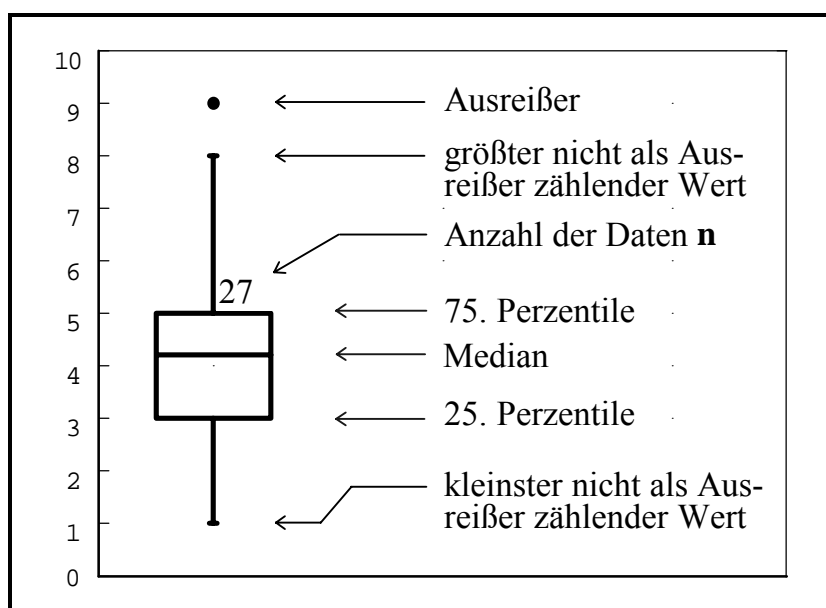 10
9
8
7
6
5
4
3
2
1
0
27
Ausreißer
größter nicht als Aus-
reißer zählender Wert
Anzahl der Daten n
75. Perzentile
Median
25. Perzentile
kleinster nicht als Aus-
reißer zählender Wert